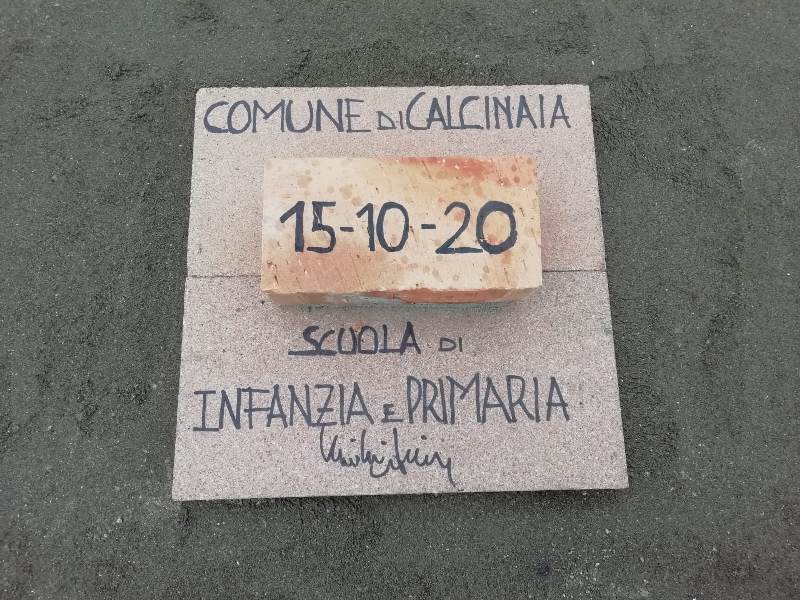 COMUNE DI CALCINAIA
15-10-20
SCUOLA DI
INFANZIA E PRIMARIA